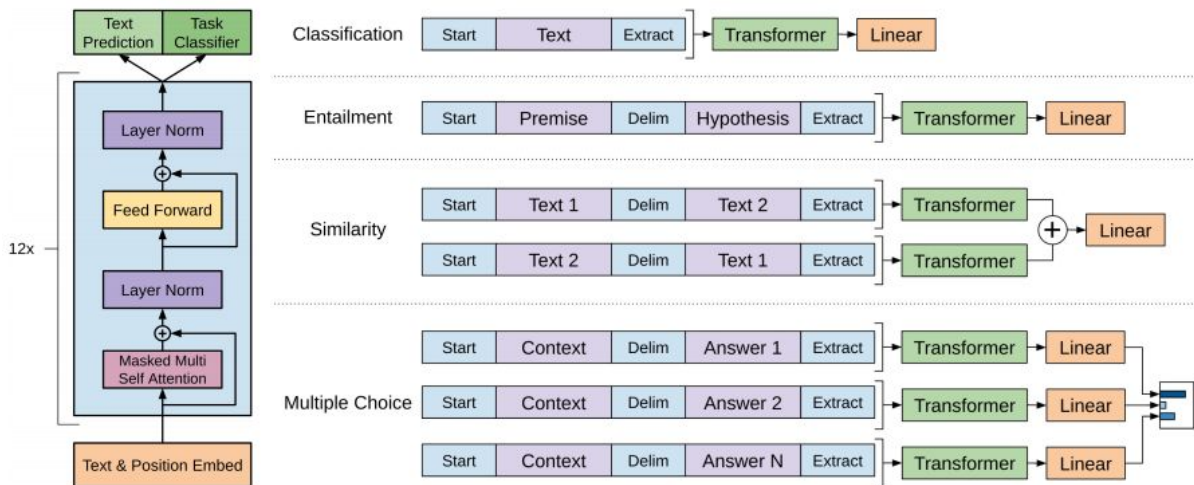 Text
Prediction
Task
Classifier
Layer Norm
+
Feed Forward
12x
Layer Norm
+
Masked Multi
Self Attention
Text & Position Embed
Classification
Start Text Extract Transformer Linear
Entailment
Start Premise Delim Hypothesis Extract Transformer Linear
Similarity
Start Text 1 Delim Text 2 Extract Transformer
+ Linear
Start Text 2 Delim Text 1 Extract Transformer
Multiple Choice
Start Context Delim Answer 1 Extract Transformer Linear
Start Context Delim Answer 2 Extract Transformer Linear
Start Context Delim Answer N Extract Transformer Linear